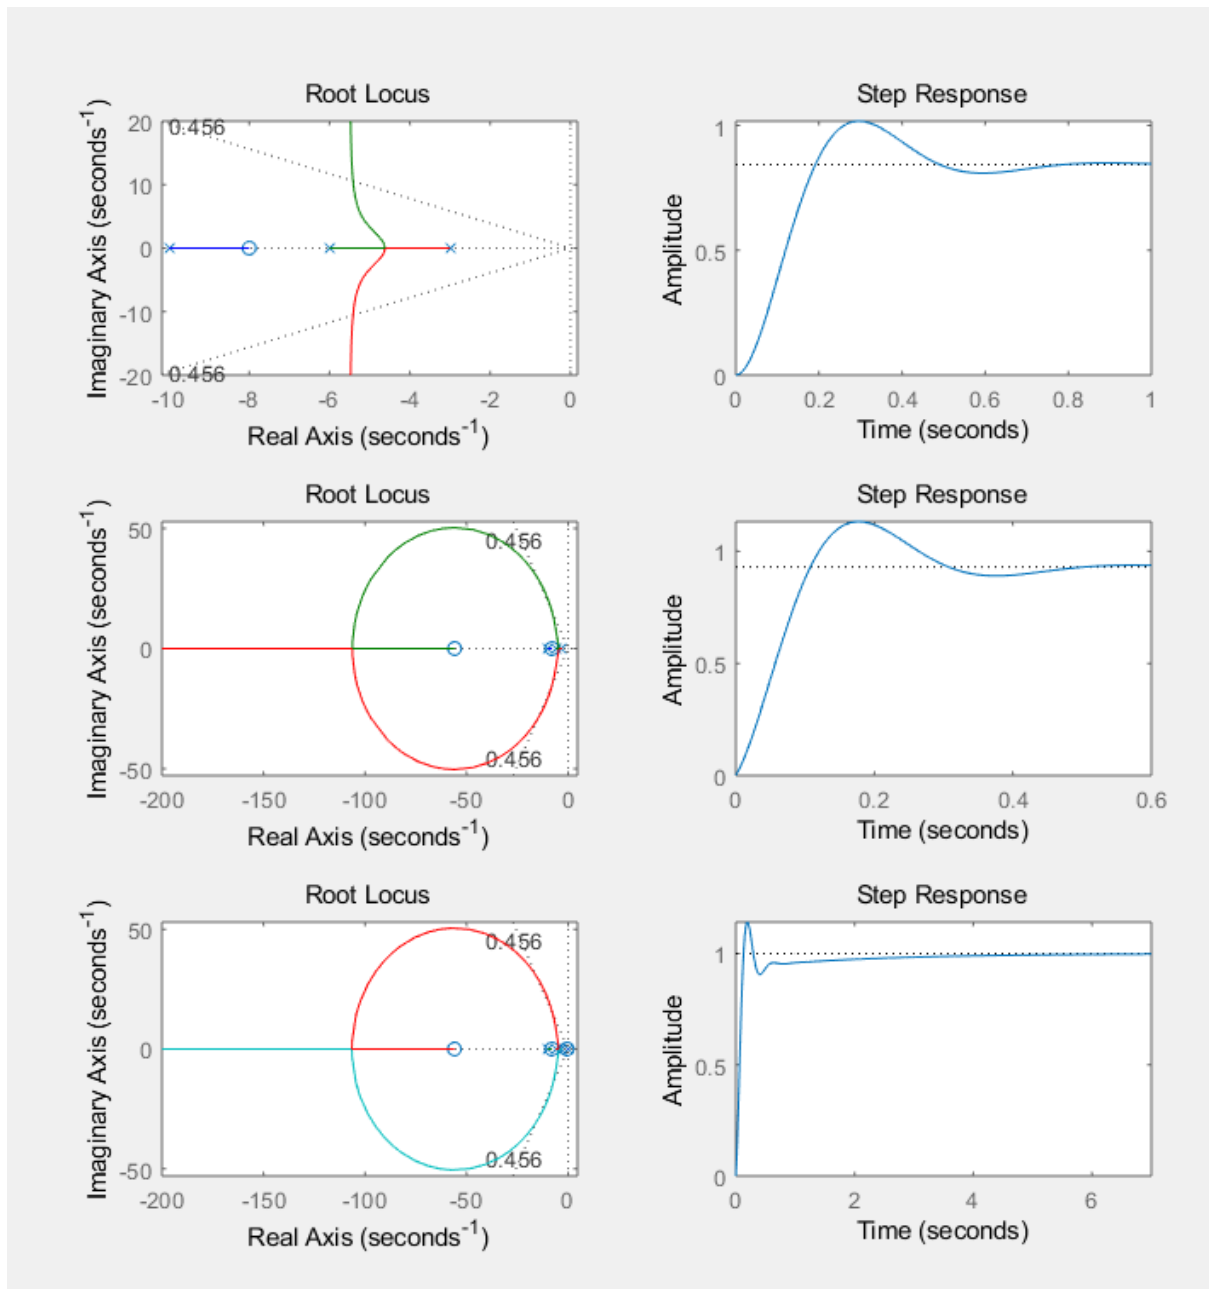 Root Locus
Imaginary Axis (seconds⁻¹)
20
10
0
-10
-20
0.456
0.456
-10 -8 -6 -4 -2 0
Real Axis (seconds⁻¹)
Step Response
Amplitude
1
0.5
0
0 0.2 0.4 0.6 0.8 1
Time (seconds)
Root Locus
Imaginary Axis (seconds⁻¹)
50
0
-50
0.456
0.456
-200 -150 -100 -50 0
Real Axis (seconds⁻¹)
Step Response
Amplitude
1
0.5
0
0 0.2 0.4 0.6
Time (seconds)
Root Locus
Imaginary Axis (seconds⁻¹)
50
0
-50
0.456
0.456
-200 -150 -100 -50 0
Real Axis (seconds⁻¹)
Step Response
Amplitude
1
0.5
0
0 2 4 6
Time (seconds)